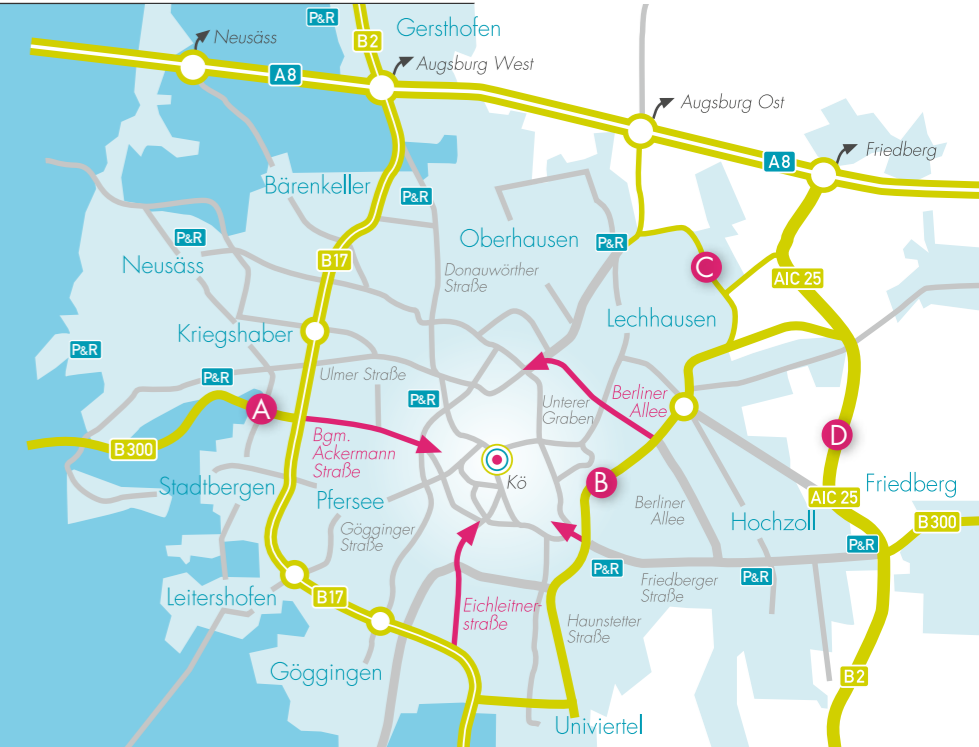 P&R
Gersthofen
Neusäss
B2
Augsburg West
A8
Augsburg Ost
Friedberg
A8
Bärenkeller
P&R
P&R
Neusäss
Oberhausen
P&R
B17
Donauwörther
Straße
C
AIC 25
Lechhausen
Kriegshaber
P&R
P&R
Ulmer Straße
Berliner
Allee
P&R
Unterer
Graben
A
Bgm.
Ackermann
Straße
B300
D
Kö
B
Stadtbergen
Pfersee
Berliner
Allee
AIC 25
Friedberg
Hochzoll
B300
Gögginger
Straße
P&R
P&R
P&R
Friedberger
Straße
Leitershofen
B17
Eichleitner-
straße
Haunstetter
Straße
Göggingen
B2
Univiertel